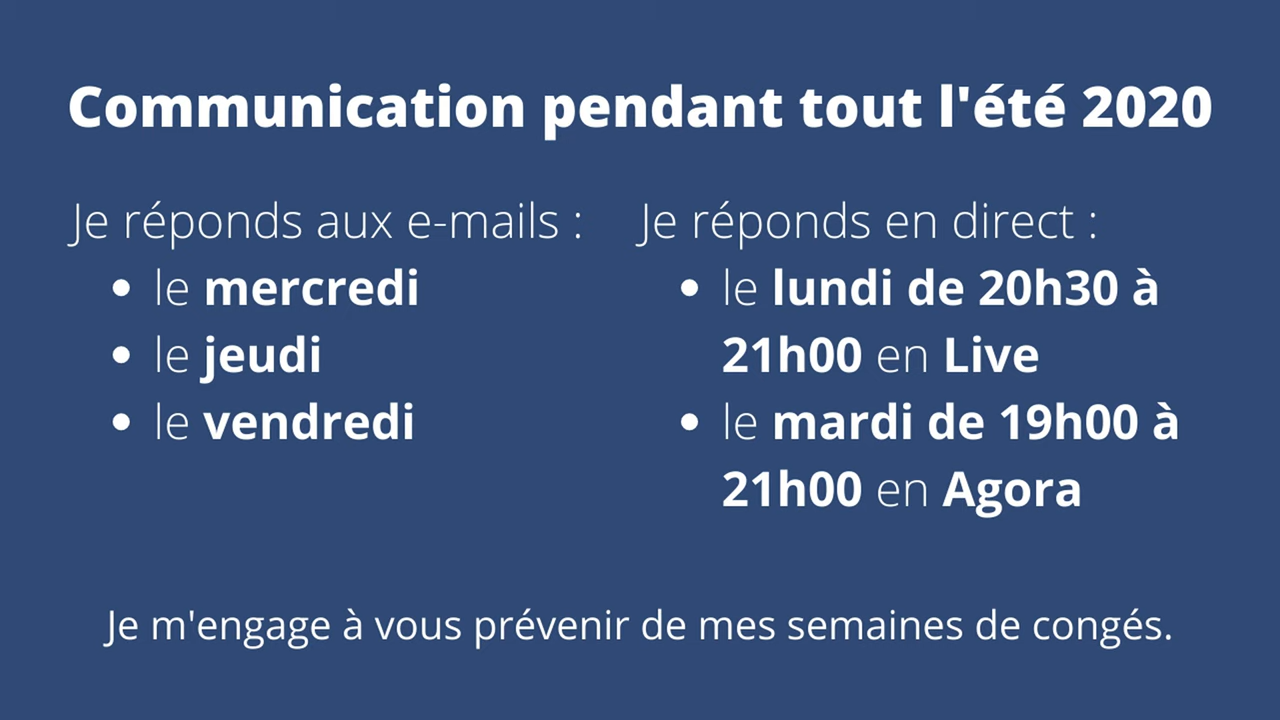 Communication pendant tout l'été 2020
Je réponds aux e-mails :
• le mercredi
• le jeudi
• le vendredi
Je réponds en direct :
• le lundi de 20h30 à
21h00 en Live
• le mardi de 19h00 à
21h00 en Agora
Je m'engage à vous prévenir de mes semaines de congés.